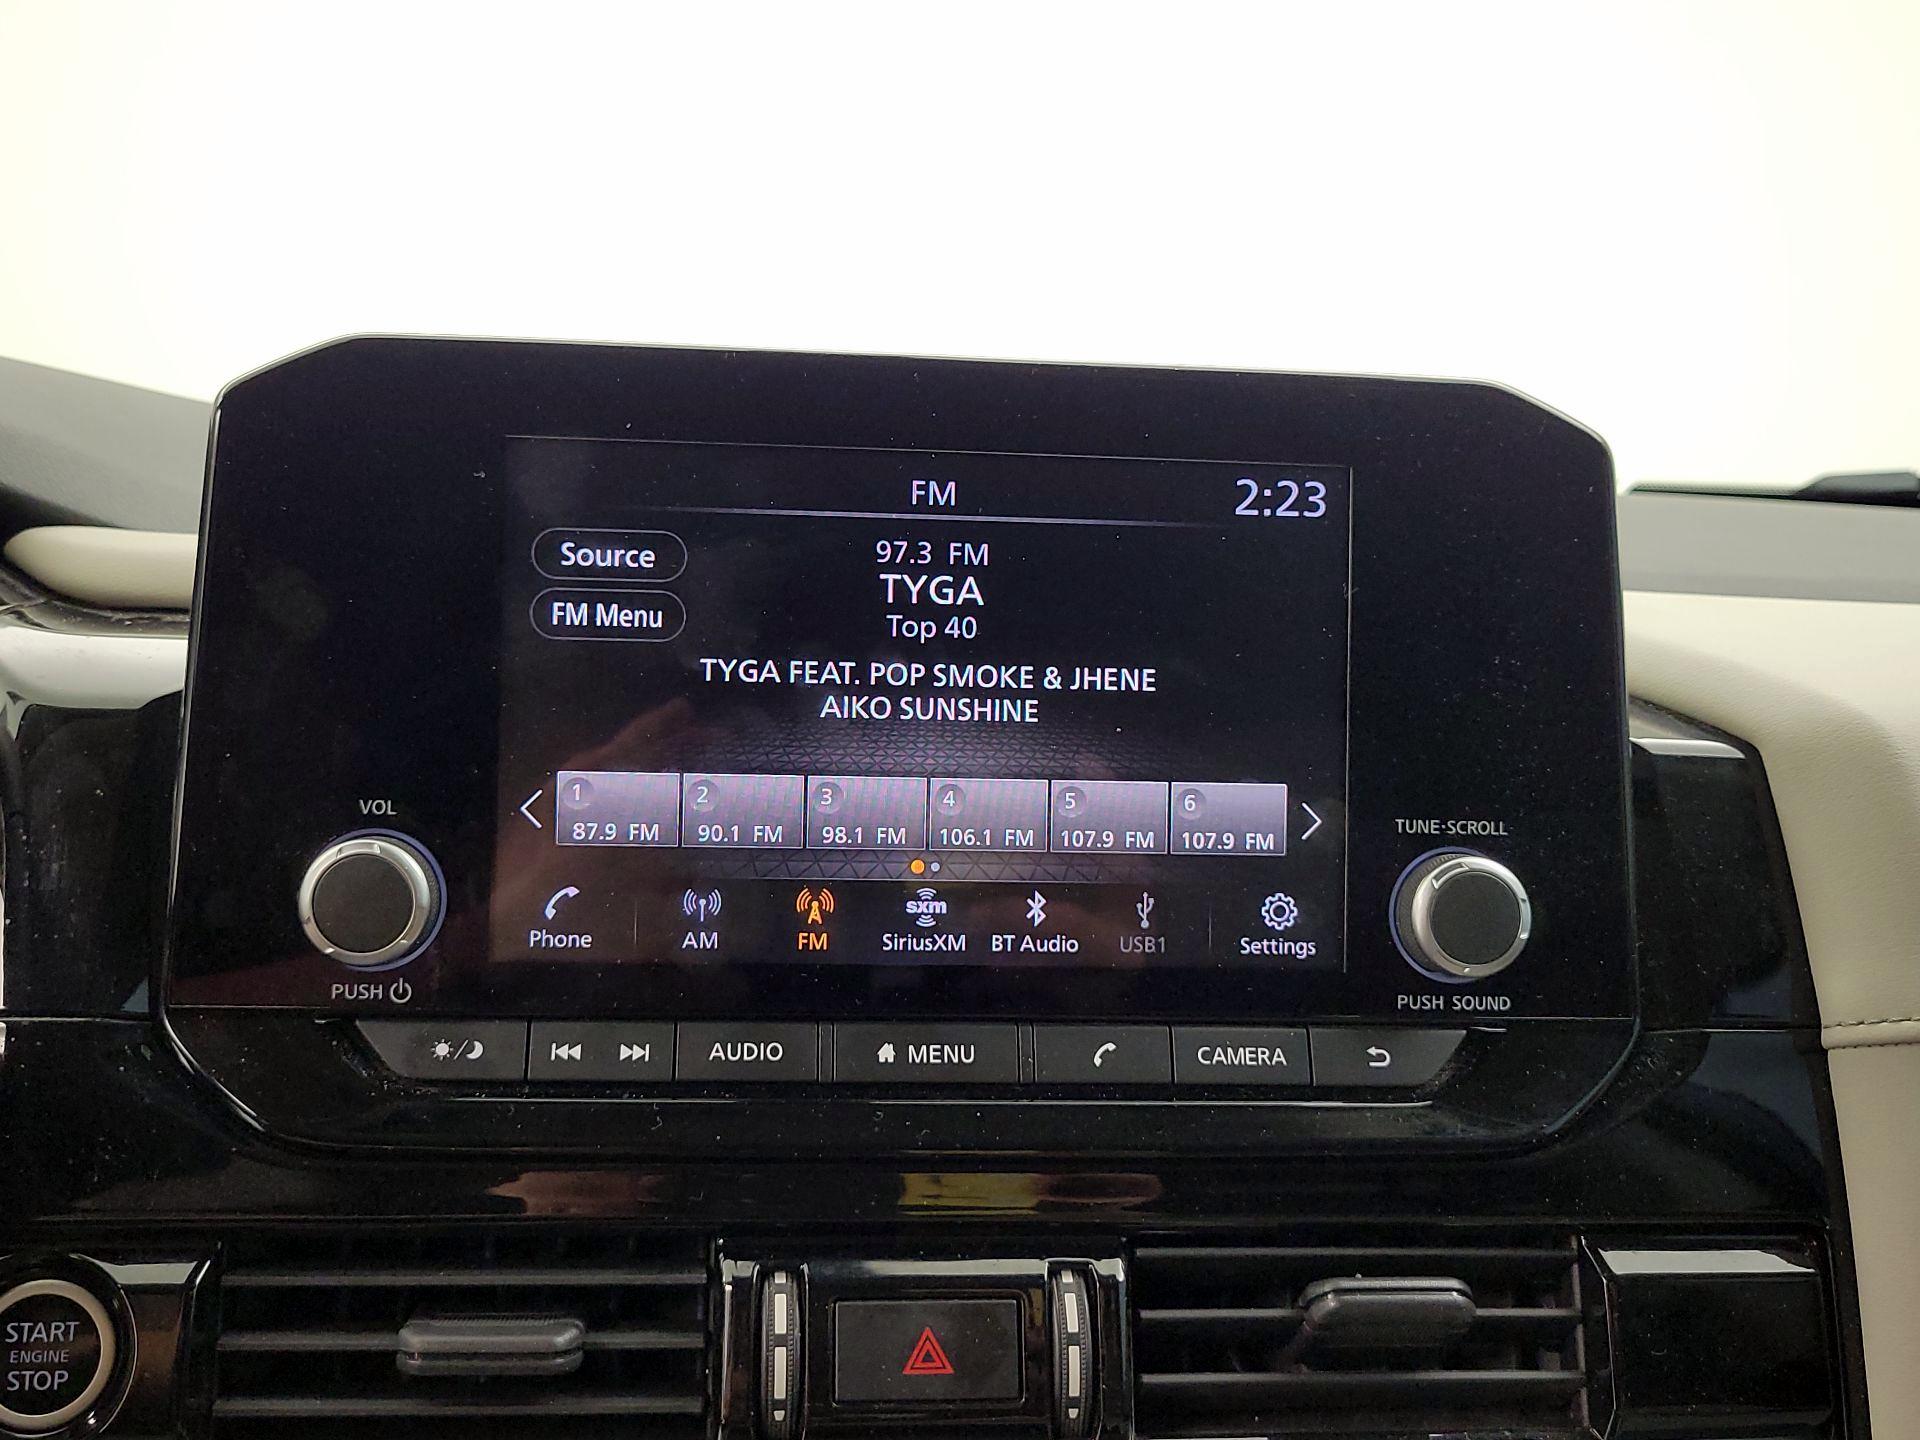 FM
2:23
Source
97.3 FM
TYGA
FM Menu
Top 40
TYGA FEAT. POP SMOKE & JHENE
AIKO SUNSHINE
1 2 3 4 5 6
87.9 FM 90.1 FM 98.1 FM 106.1 FM 107.9 FM 107.9 FM
VOL
TUNE·SCROLL
sxm
Phone AM FM SiriusXM BT Audio USB1 Settings
PUSH
PUSH SOUND
AUDIO MENU CAMERA
START
ENGINE
STOP